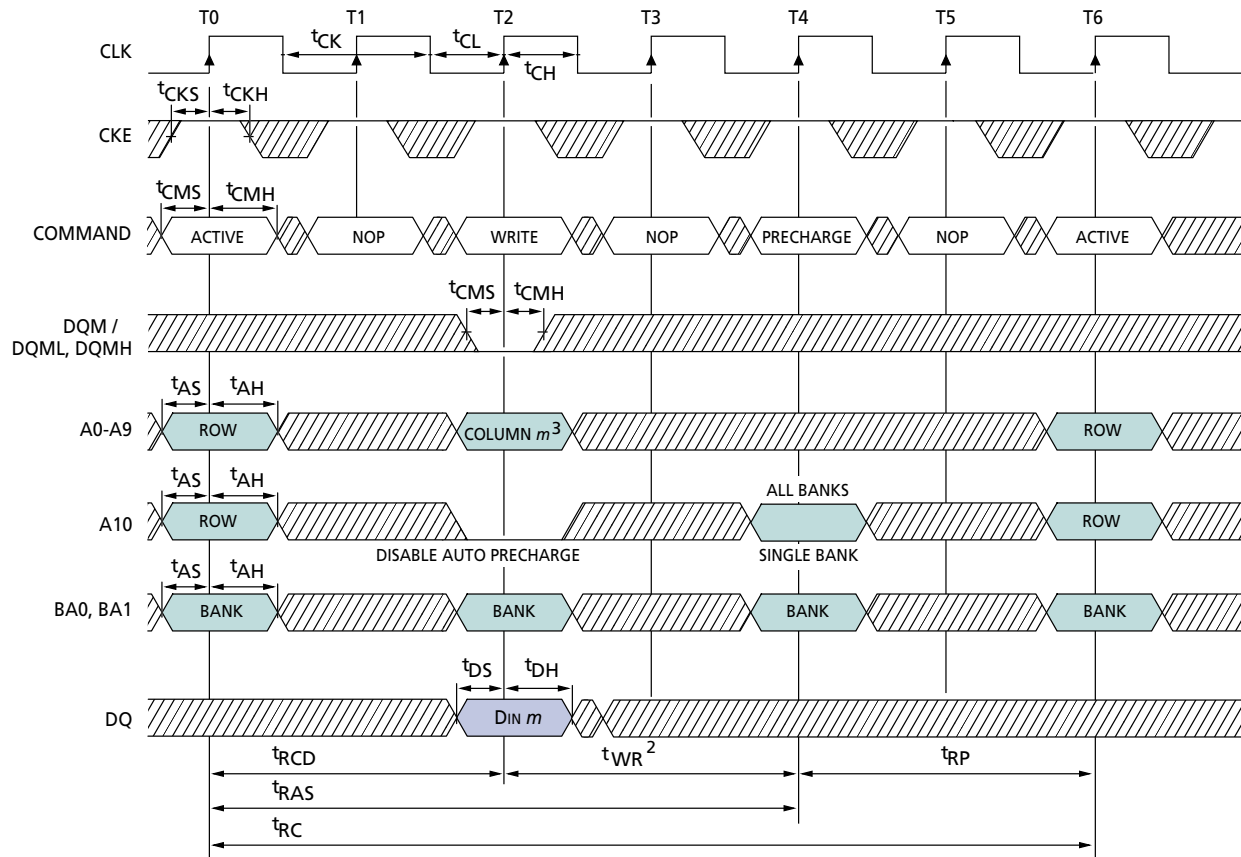 T0 T1 T2 T3 T4 T5 T6
CLK tCK tCL
tCH
tCKS tCKH
CKE
tCMS tCMH
COMMAND ACTIVE NOP WRITE NOP PRECHARGE NOP ACTIVE
tCMS tCMH
DQM /
DQML, DQMH
tAS tAH
A0-A9 ROW COLUMN m3 ROW
tAS tAH ALL BANKS
A10 ROW ROW
DISABLE AUTO PRECHARGE SINGLE BANK
tAS tAH
BA0, BA1 BANK BANK BANK BANK
tDS tDH
DQ DIN m
tRCD tWR2 tRP
tRAS
tRC